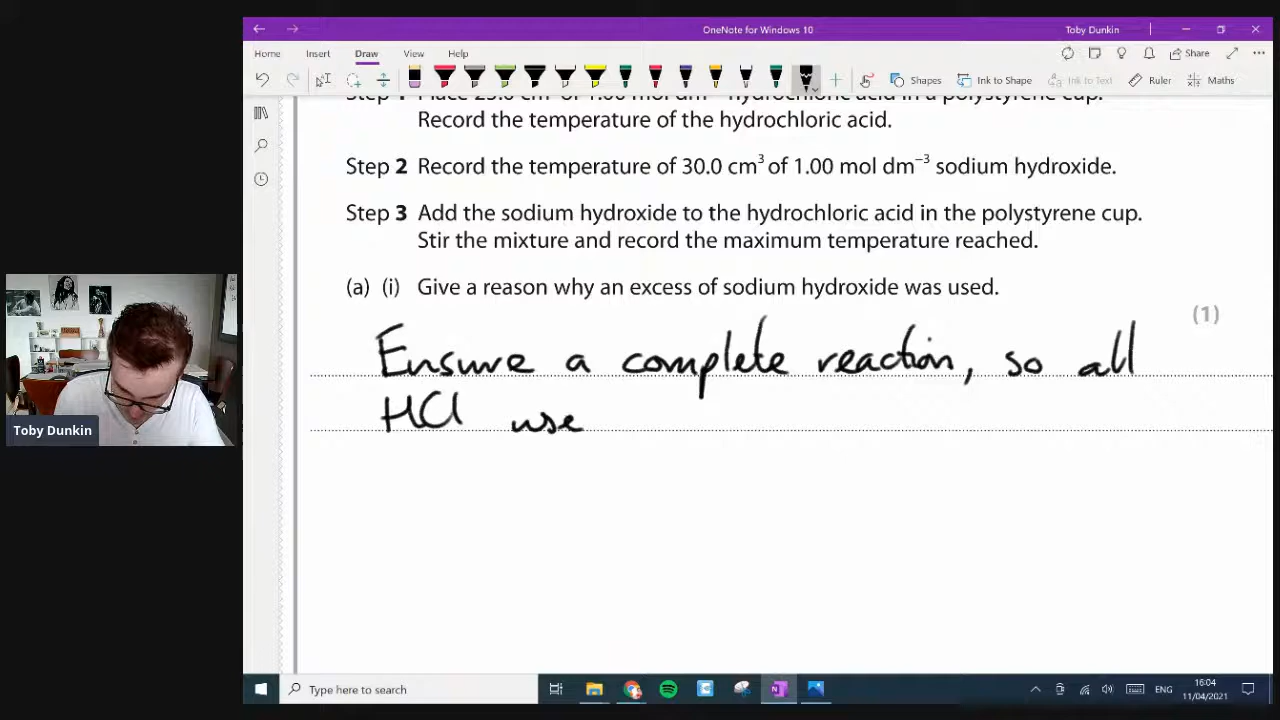 OneNote for Windows 10
Toby Dunkin
Home Insert Draw View Help
Share
Shapes Ink to Shape Ink to Text Ruler Maths
Record the temperature of the hydrochloric acid.
Step 2 Record the temperature of 30.0 cm³ of 1.00 mol dm⁻³ sodium hydroxide.
Step 3 Add the sodium hydroxide to the hydrochloric acid in the polystyrene cup.
Stir the mixture and record the maximum temperature reached.
(a) (i) Give a reason why an excess of sodium hydroxide was used.
(1)
Ensure a complete reaction, so all
HCl use
Toby Dunkin
Type here to search
ENG
16:04
11/04/2021